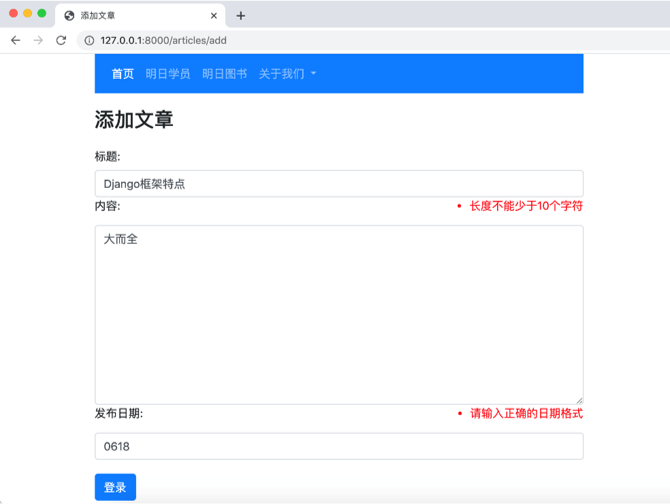 添加文章
127.0.0.1:8000/articles/add
首页 明日学员 明日图书 关于我们
添加文章
标题:
Django框架特点
内容: • 长度不能少于10个字符
大而全
发布日期: • 请输入正确的日期格式
0618
登录